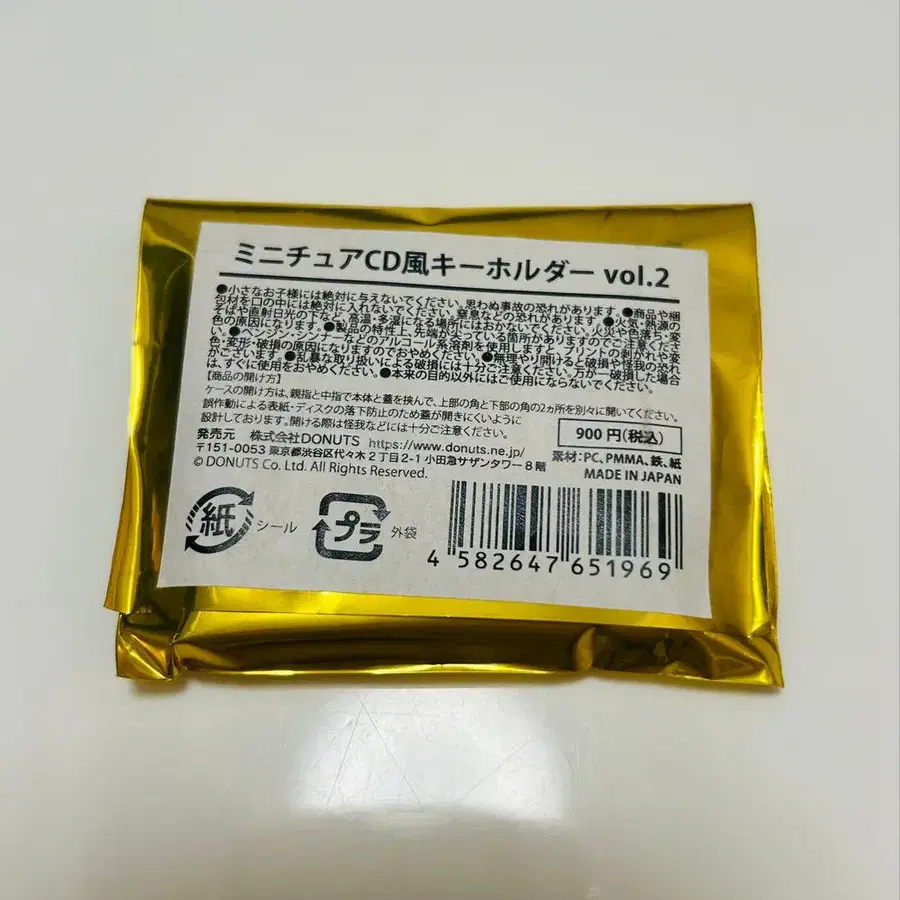 ミニチュアCD風キーホルダー vol.2
●小さなお子様には絶対に与えないでください。思わぬ事故の恐れがあります。●商品や梱
包材を口の中には絶対に入れないでください。窒息などの恐れがあります。●火気・熱源の
そばや直射日光の下など、高温・多湿になる場所にはおかないでください。火災や色落ち・変
色の原因になります。●製品の特性上、先端が尖っている箇所がありますのでご注意くださ
い。●ベンジン・シンナーなどのアルコール系溶剤を使用しますと、プリントの剥がれや変
色・変形・破損の原因になりますのでおやめください。●無理やり開けると破損や怪我の恐れ
がございます。●乱暴な取り扱いによる破損には十分ご注意ください。万が一破損した場合
は、すぐに使用をおやめください。●本来の目的以外にはご使用にならないでください。
【商品の開け方】
ケースの開け方は、親指と中指で本体と蓋を挟んで、上部の角と下部の角の2ヵ所を別々に開いてください。
誤作動による表紙・ディスクの落下防止のため蓋が開きにくいように
設計しております。開ける際は怪我などには十分ご注意ください。
900円(税込)
発売元 株式会社DONUTS https://www.donuts.ne.jp/
〒151-0053 東京都渋谷区代々木2丁目2-1 小田急サザンタワー8階
素材：PC、PMMA、鉄、紙
© DONUTS Co. Ltd. All Rights Reserved.
MADE IN JAPAN
紙 シール
プラ 外袋
4 582647 651969